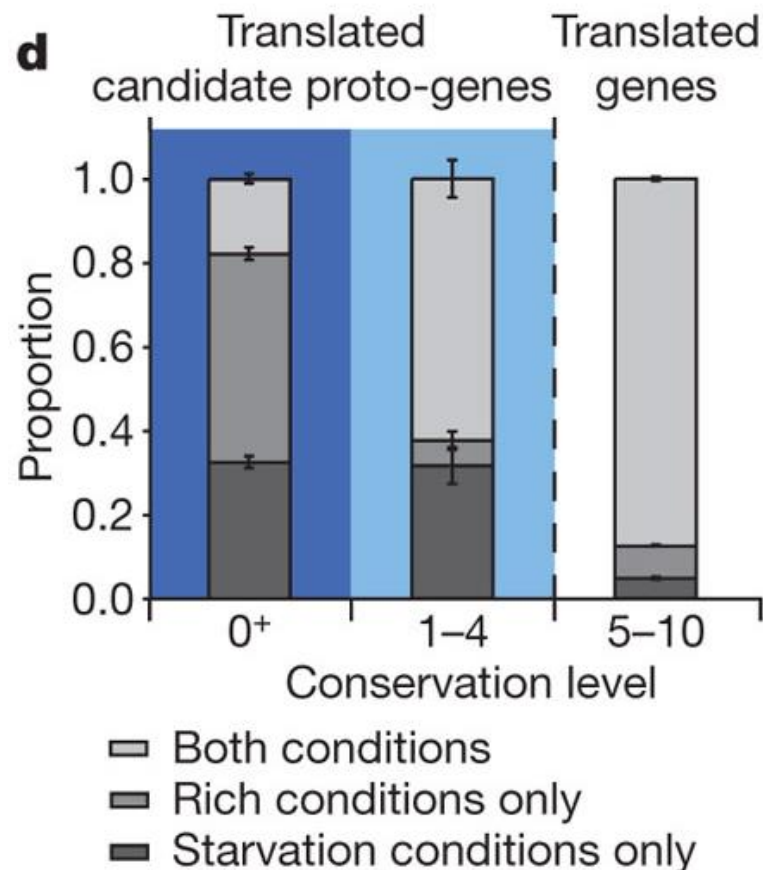 d
Translated
candidate proto-genes
Translated
genes
Proportion
1.0
0.8
0.6
0.4
0.2
0.0
0⁺
1–4
5–10
Conservation level
Both conditions
Rich conditions only
Starvation conditions only